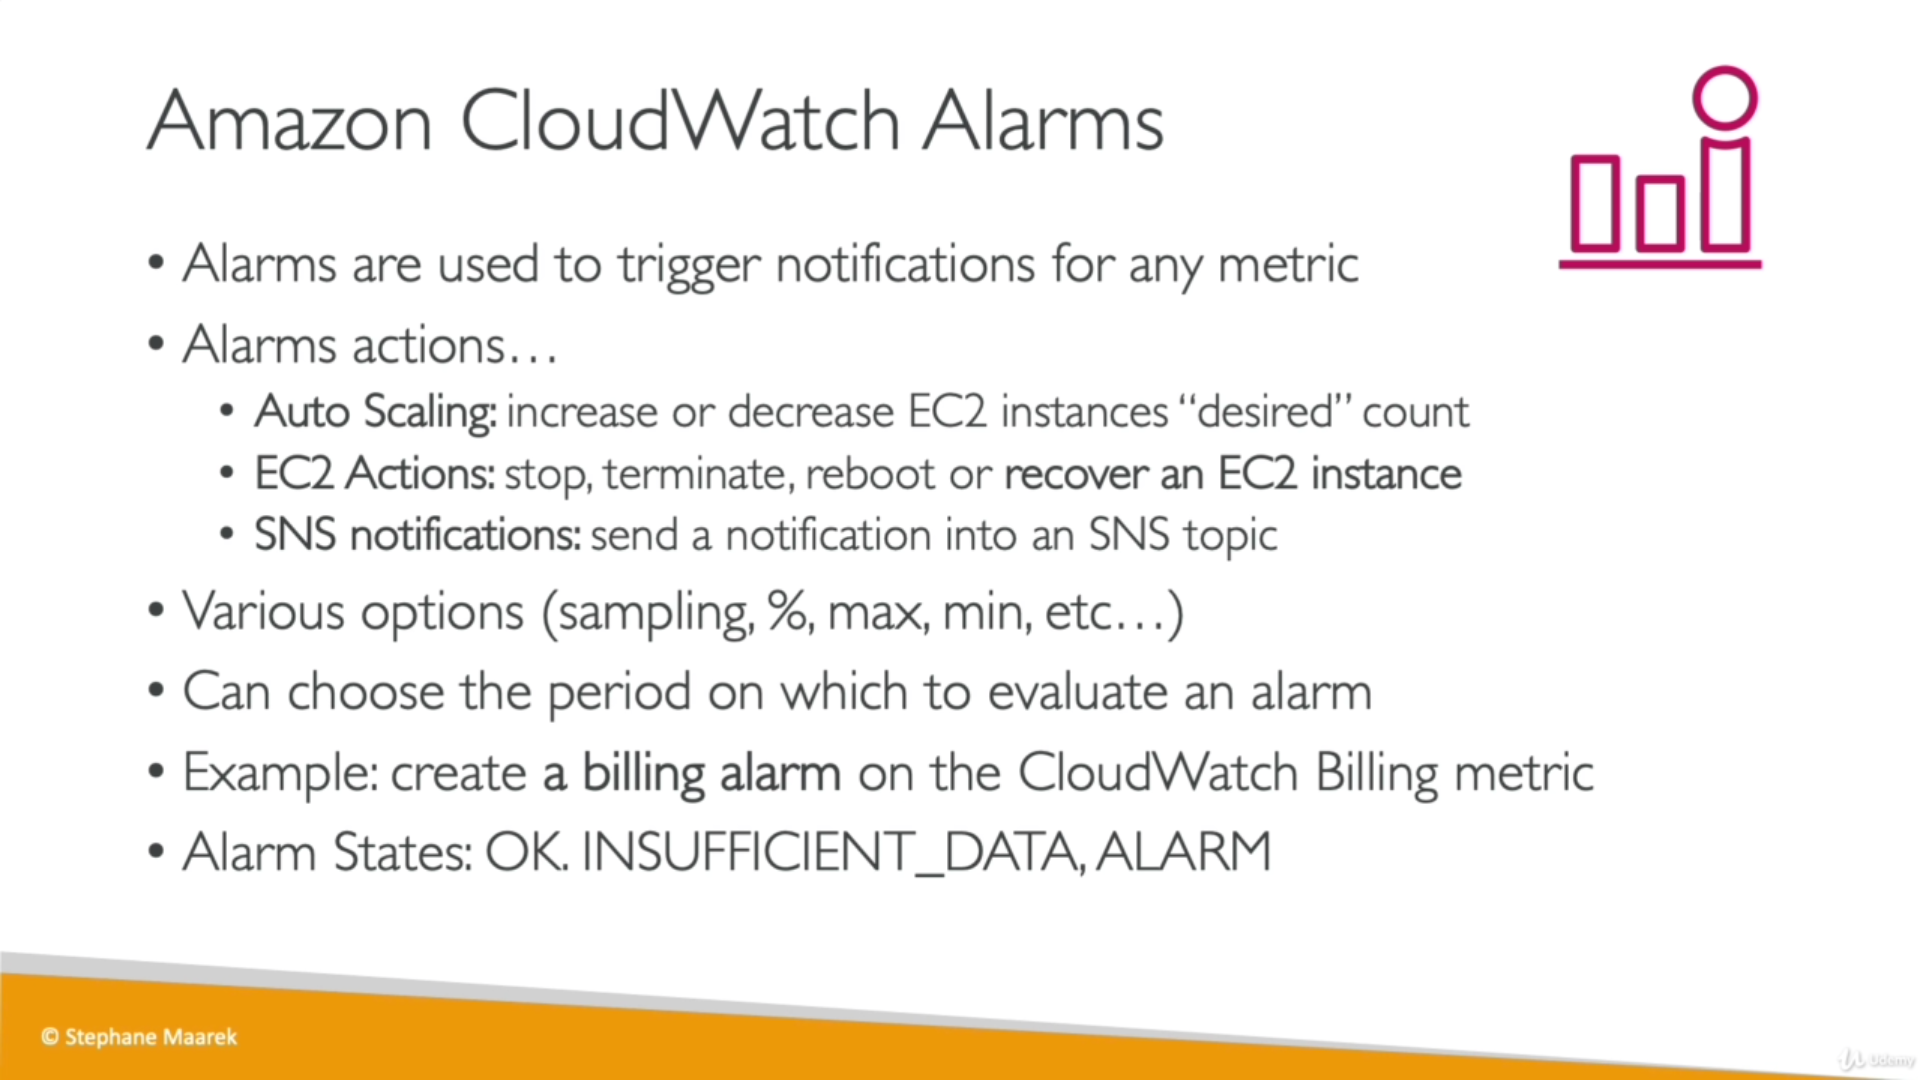 Amazon CloudWatch Alarms
• Alarms are used to trigger notifications for any metric
• Alarms actions…
• Auto Scaling: increase or decrease EC2 instances “desired” count
• EC2 Actions: stop, terminate, reboot or recover an EC2 instance
• SNS notifications: send a notification into an SNS topic
• Various options (sampling, %, max, min, etc…)
• Can choose the period on which to evaluate an alarm
• Example: create a billing alarm on the CloudWatch Billing metric
• Alarm States: OK. INSUFFICIENT_DATA, ALARM
© Stephane Maarek
Udemy